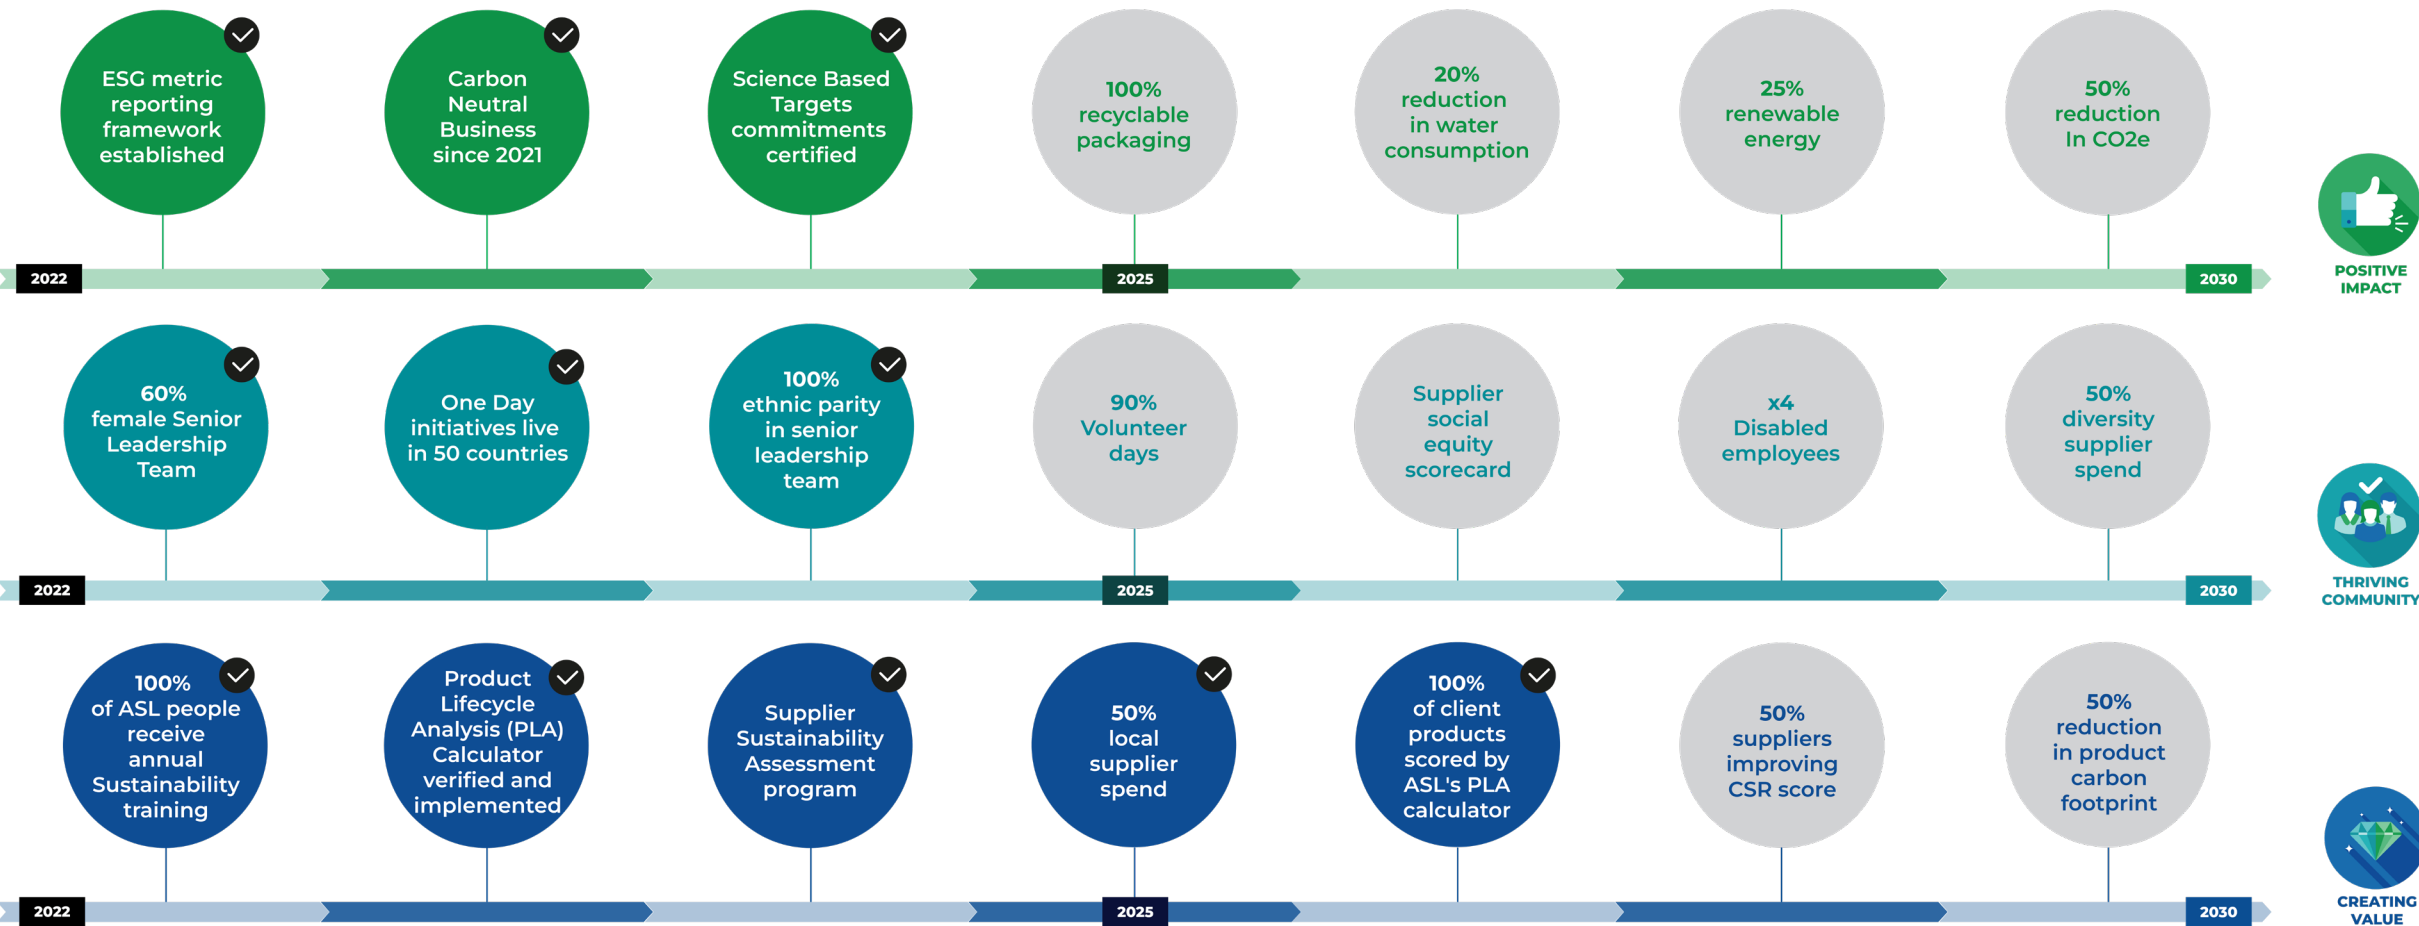 ESG metric
reporting
framework
established
Carbon
Neutral
Business
since 2021
Science Based
Targets
commitments
certified
100%
recyclable
packaging
20%
reduction
in water
consumption
25%
renewable
energy
50%
reduction
In CO2e
2022
2025
2030
POSITIVE
IMPACT
60%
female Senior
Leadership
Team
One Day
initiatives live
in 50 countries
100%
ethnic parity
in senior
leadership
team
90%
Volunteer
days
Supplier
social
equity
scorecard
x4
Disabled
employees
50%
diversity
supplier
spend
2022
2025
2030
THRIVING
COMMUNITY
100%
of ASL people
receive
annual
Sustainability
training
Product
Lifecycle
Analysis (PLA)
Calculator
verified and
implemented
Supplier
Sustainability
Assessment
program
50%
local
supplier
spend
100%
of client
products
scored by
ASL's PLA
calculator
50%
suppliers
improving
CSR score
50%
reduction
in product
carbon
footprint
2022
2025
2030
CREATING
VALUE